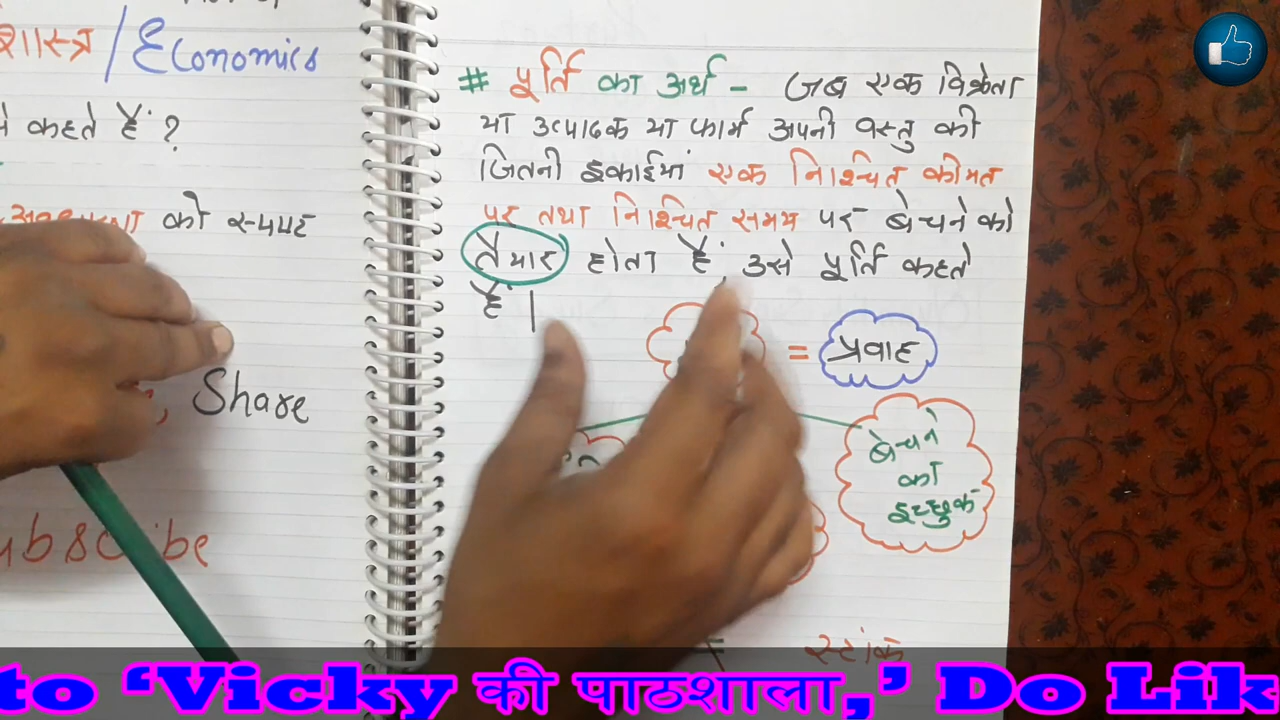 शास्त्र / Economics
कहते हैं ?
को स्पष्ट
Share
Subscribe
# पूर्ति का अर्थ - जब एक विक्रेता
या उत्पादक या फार्म अपनी वस्तु की
जितनी इकाईयां एक निश्चित कीमत
पर तथा निश्चित समय पर बेचने को
तैयार होता है उसे पूर्ति कहते
हैं |
= प्रवाह
बेचने
का
इच्छुक
स्टांक
to ‘Vicky की पाठशाला,’ Do Lik